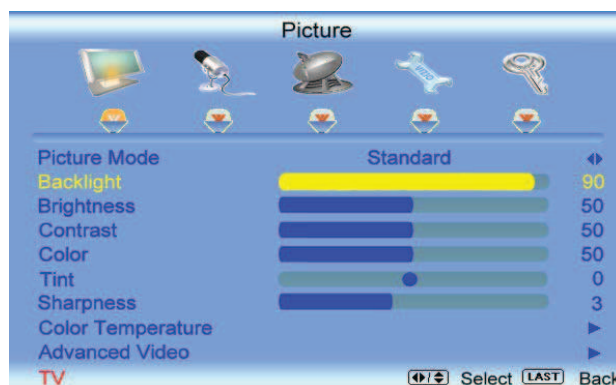 Picture
Picture Mode Standard
Backlight 90
Brightness 50
Contrast 50
Color 50
Tint 0
Sharpness 3
Color Temperature
Advanced Video
TV Select LAST Back